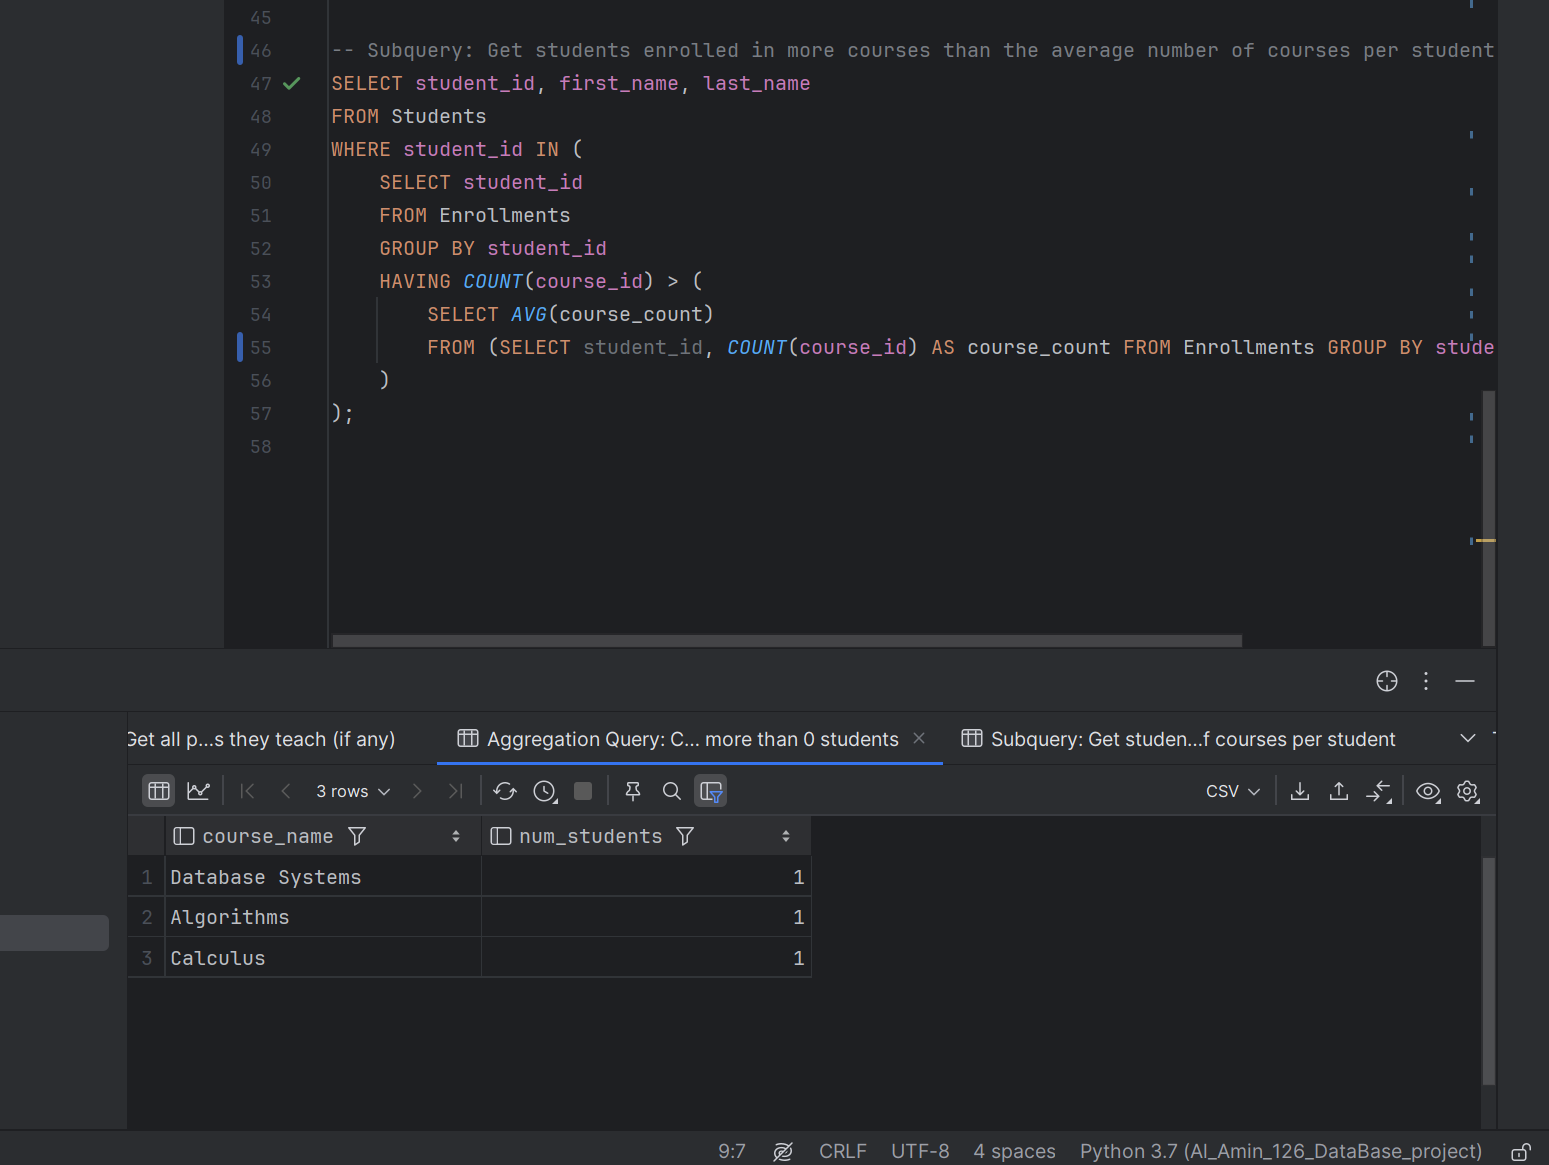 45
46 -- Subquery: Get students enrolled in more courses than the average number of courses per student
47 SELECT student_id, first_name, last_name
48 FROM Students
49 WHERE student_id IN (
50 SELECT student_id
51 FROM Enrollments
52 GROUP BY student_id
53 HAVING COUNT(course_id) > (
54 SELECT AVG(course_count)
55 FROM (SELECT student_id, COUNT(course_id) AS course_count FROM Enrollments GROUP BY stude
56 )
57 );
58
Get all p...s they teach (if any) Aggregation Query: C... more than 0 students Subquery: Get studen...f courses per student
3 rows CSV
course_name num_students
1 Database Systems 1
2 Algorithms 1
3 Calculus 1
9:7 CRLF UTF-8 4 spaces Python 3.7 (Al_Amin_126_DataBase_project)